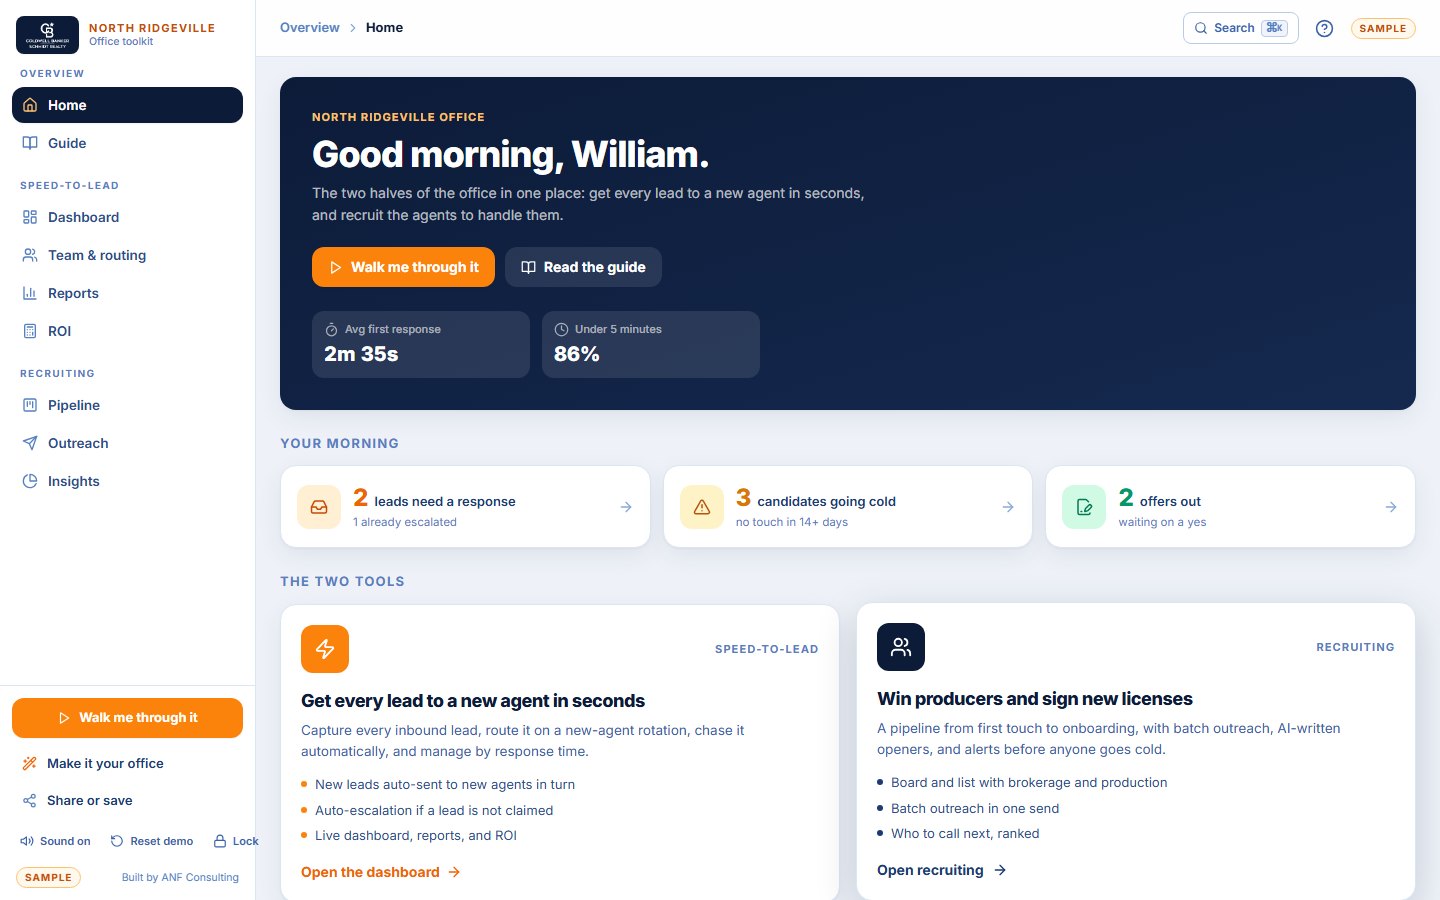 COLDWELL BANKER
SCHMIDT REALTY
NORTH RIDGEVILLE
Office toolkit
OVERVIEW
Home
Guide
SPEED-TO-LEAD
Dashboard
Team & routing
Reports
ROI
RECRUITING
Pipeline
Outreach
Insights
Walk me through it
Make it your office
Share or save
Sound on Reset demo Lock
SAMPLE Built by ANF Consulting
Overview > Home
Search ⌘K SAMPLE
NORTH RIDGEVILLE OFFICE
Good morning, William.
The two halves of the office in one place: get every lead to a new agent in seconds,
and recruit the agents to handle them.
Walk me through it Read the guide
Avg first response
2m 35s
Under 5 minutes
86%
YOUR MORNING
2 leads need a response
1 already escalated
3 candidates going cold
no touch in 14+ days
2 offers out
waiting on a yes
THE TWO TOOLS
SPEED-TO-LEAD
Get every lead to a new agent in seconds
Capture every inbound lead, route it on a new-agent rotation, chase it
automatically, and manage by response time.
New leads auto-sent to new agents in turn
Auto-escalation if a lead is not claimed
Live dashboard, reports, and ROI
Open the dashboard
RECRUITING
Win producers and sign new licenses
A pipeline from first touch to onboarding, with batch outreach, AI-written
openers, and alerts before anyone goes cold.
Board and list with brokerage and production
Batch outreach in one send
Who to call next, ranked
Open recruiting